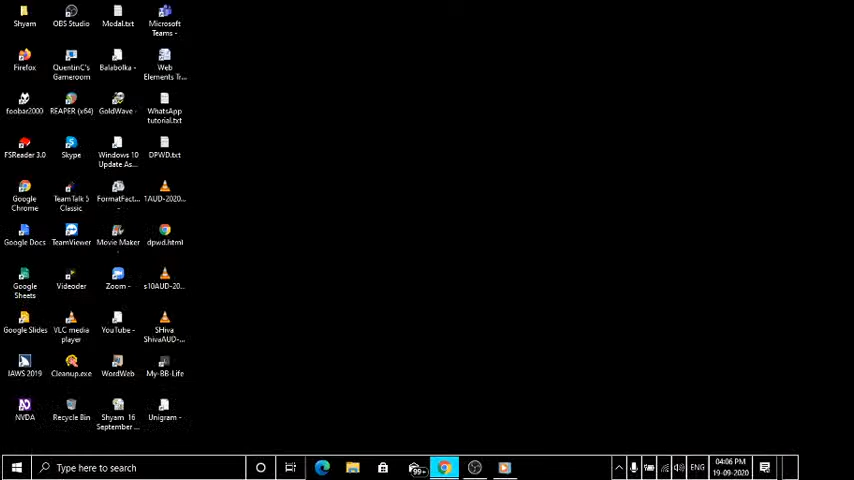 Shyam
OBS Studio
Modal.txt
Microsoft
Teams -
Firefox
QuentinC's
Gameroom
Balabolka -
Web
Elements Tr...
foobar2000
REAPER (x64)
GoldWave -
WhatsApp
tutorial.txt
FSReader 3.0
Skype
Windows 10
Update As...
DPWD.txt
Google
Chrome
TeamTalk 5
Classic
FormatFact...
-
1AUD-2020...
Google Docs
TeamViewer
Movie Maker
-
dpwd.html
Google
Sheets
Videoder
Zoom -
s10AUD-20...
Google Slides
VLC media
player
YouTube -
SHiva
ShivaAUD-...
JAWS 2019
Cleanup.exe
WordWeb
My-BB-Life
NVDA
Recycle Bin
Shyam 16
September ...
Unigram -
Type here to search
99+
ENG
04:06 PM
19-09-2020